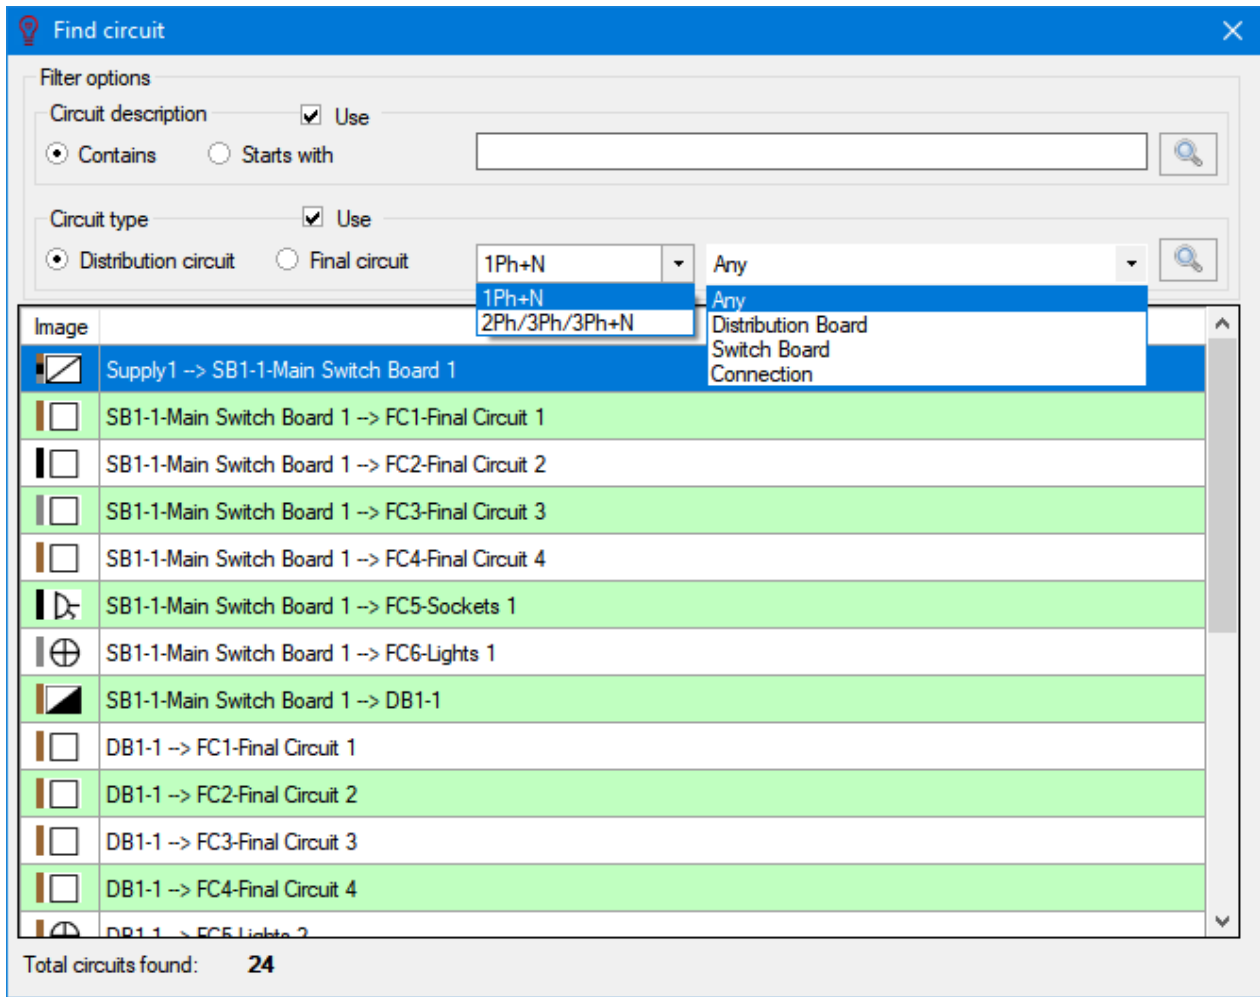 Find circuit
Filter options
Circuit description Use
Contains Starts with
Circuit type Use
Distribution circuit Final circuit 1Ph+N Any
1Ph+N
2Ph/3Ph/3Ph+N
Any
Distribution Board
Switch Board
Connection
Image
Supply1 --> SB1-1-Main Switch Board 1
SB1-1-Main Switch Board 1 --> FC1-Final Circuit 1
SB1-1-Main Switch Board 1 --> FC2-Final Circuit 2
SB1-1-Main Switch Board 1 --> FC3-Final Circuit 3
SB1-1-Main Switch Board 1 --> FC4-Final Circuit 4
SB1-1-Main Switch Board 1 --> FC5-Sockets 1
SB1-1-Main Switch Board 1 --> FC6-Lights 1
SB1-1-Main Switch Board 1 --> DB1-1
DB1-1 --> FC1-Final Circuit 1
DB1-1 --> FC2-Final Circuit 2
DB1-1 --> FC3-Final Circuit 3
DB1-1 --> FC4-Final Circuit 4
DB1-1 --> FC5-Lights 2
Total circuits found: 24